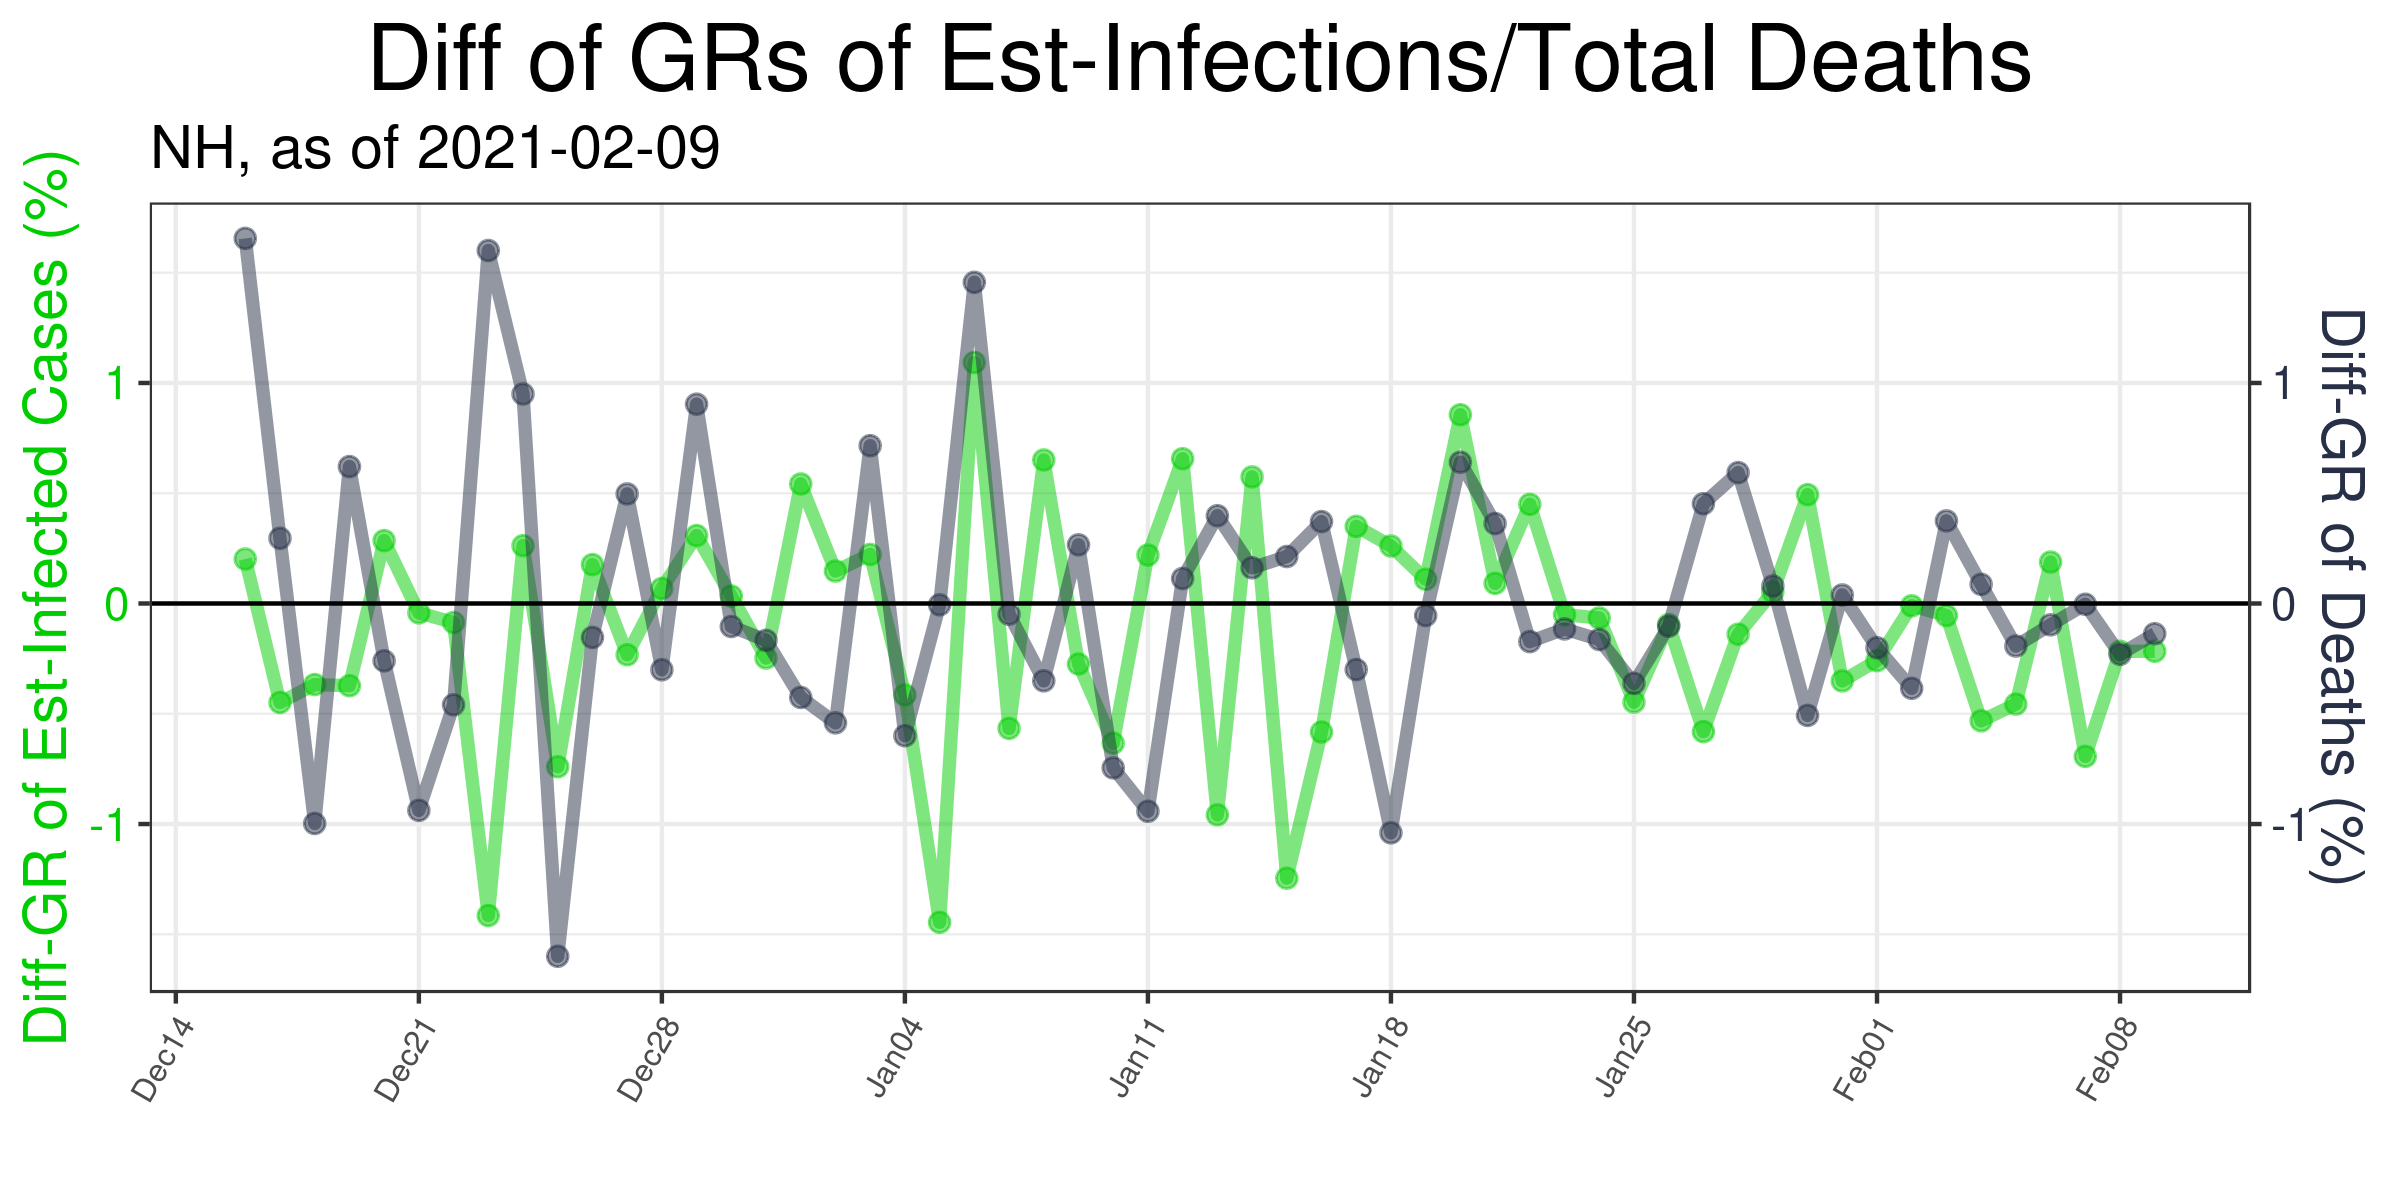 Diff of GRs of Est-Infections/Total Deaths
NH, as of 2021-02-09
Diff-GR of Est-Infected Cases (%)
1
0
-1
1
0
-1
Diff-GR of Deaths (%)
Dec14
Dec21
Dec28
Jan04
Jan11
Jan18
Jan25
Feb01
Feb08